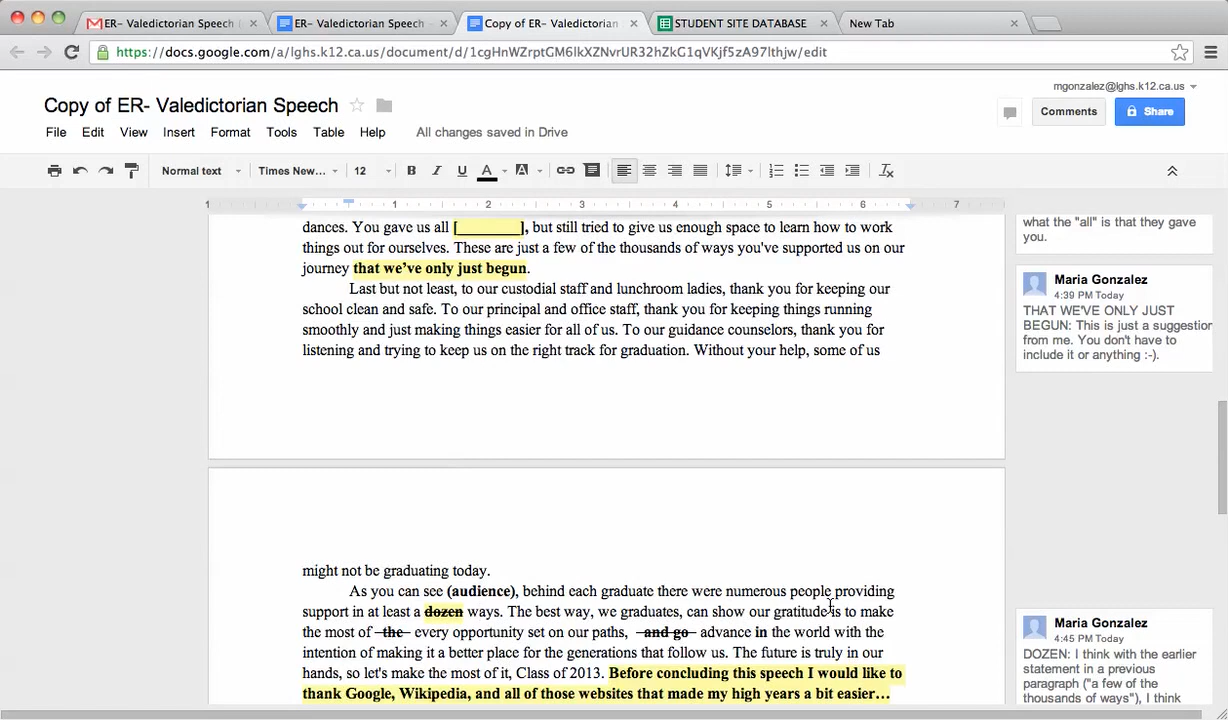 ER- Valedictorian Speech
ER- Valedictorian Speech
Copy of ER- Valedictorian
STUDENT SITE DATABASE
New Tab
https://docs.google.com/a/lghs.k12.ca.us/document/d/1cgHnWZrptGM6lkXZNvrUR32hZkG1qVKjf5zA97lthjw/edit
mgonzalez@lghs.k12.ca.us
Copy of ER- Valedictorian Speech
Comments
Share
File Edit View Insert Format Tools Table Help All changes saved in Drive
Normal text Times New... 12 B I U A A
1 1 2 3 4 5 6 7
dances. You gave us all [________], but still tried to give us enough space to learn how to work
things out for ourselves. These are just a few of the thousands of ways you've supported us on our
journey that we've only just begun.
Last but not least, to our custodial staff and lunchroom ladies, thank you for keeping our
school clean and safe. To our principal and office staff, thank you for keeping things running
smoothly and just making things easier for all of us. To our guidance counselors, thank you for
listening and trying to keep us on the right track for graduation. Without your help, some of us
might not be graduating today.
As you can see (audience), behind each graduate there were numerous people providing
support in at least a dozen ways. The best way, we graduates, can show our gratitude is to make
the most of the every opportunity set on our paths, and go advance in the world with the
intention of making it a better place for the generations that follow us. The future is truly in our
hands, so let's make the most of it, Class of 2013. Before concluding this speech I would like to
thank Google, Wikipedia, and all of those websites that made my high years a bit easier...
what the "all" is that they gave
you.
Maria Gonzalez
4:39 PM Today
THAT WE'VE ONLY JUST
BEGUN: This is just a suggestion
from me. You don't have to
include it or anything :-).
Maria Gonzalez
4:45 PM Today
DOZEN: I think with the earlier
statement in a previous
paragraph ("a few of the
thousands of ways"), I think